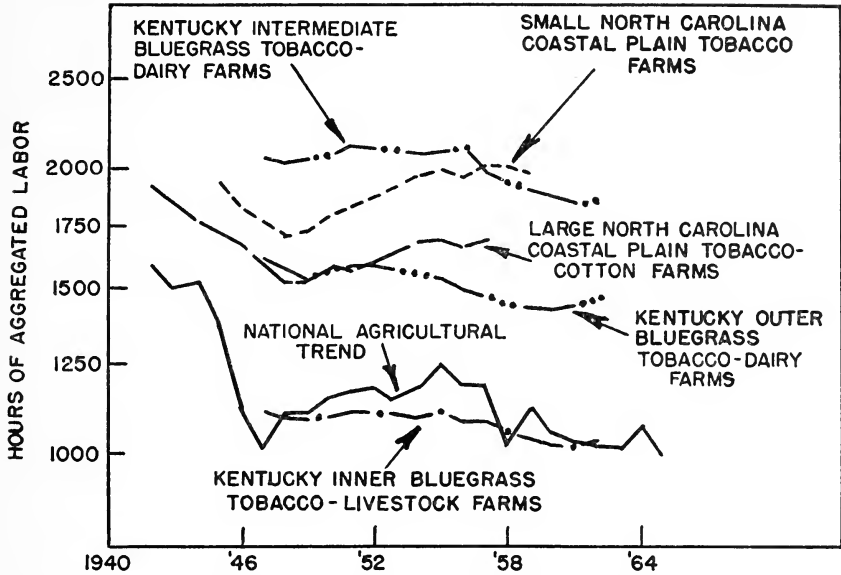 KENTUCKY INTERMEDIATE
BLUEGRASS TOBACCO-
DAIRY FARMS
SMALL NORTH CAROLINA
COASTAL PLAIN TOBACCO
FARMS
2500
2000
1750
1500
1250
1000
HOURS OF AGGREGATED LABOR
LARGE NORTH CAROLINA
COASTAL PLAIN TOBACCO-
COTTON FARMS
NATIONAL AGRICULTURAL
TREND
KENTUCKY OUTER
BLUEGRASS
TOBACCO-DAIRY
FARMS
KENTUCKY INNER BLUEGRASS
TOBACCO-LIVESTOCK FARMS
1940 '46 '52 '58 '64